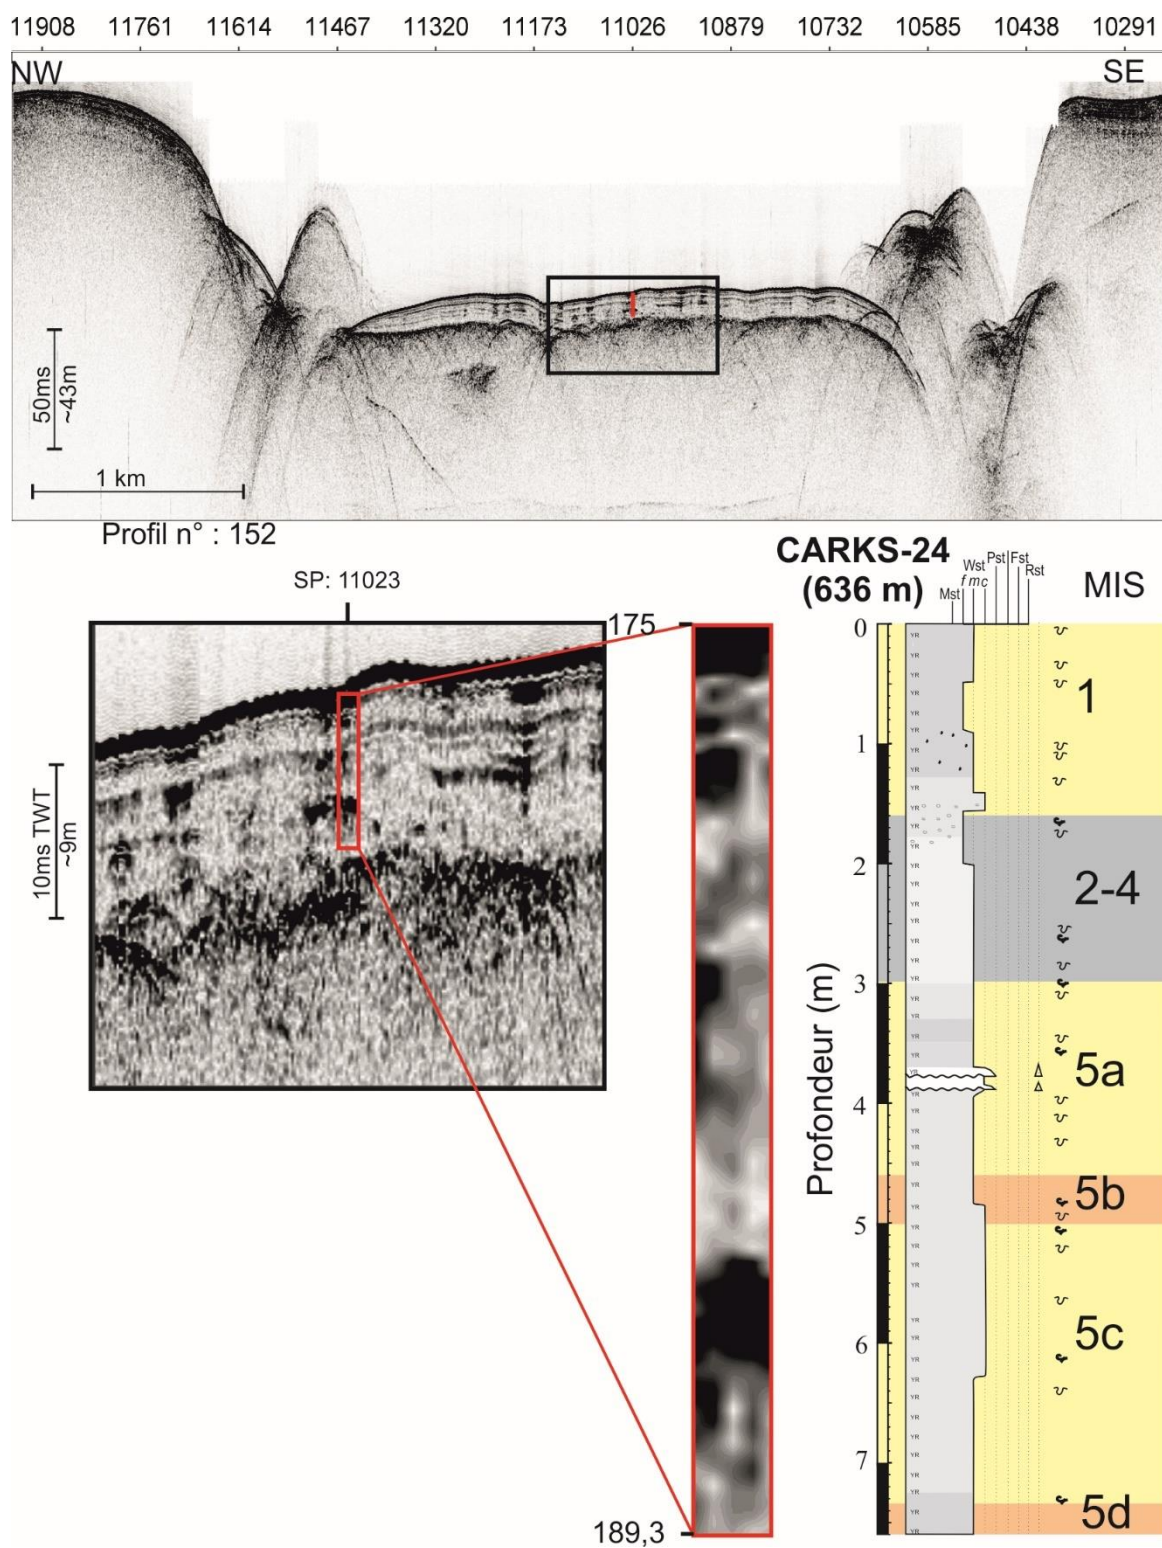 11908 11761 11614 11467 11320 11173 11026 10879 10732 10585 10438 10291
NW SE
50ms
~43m
1 km
Profil n° : 152
SP: 11023
10ms TWT
~9m
175
189,3
CARKS-24
(636 m)
Mst Wst Pst Fst Rst
f m c
MIS
Profondeur (m)
0
1
2
3
4
5
6
7
1
2-4
5a
5b
5c
5d